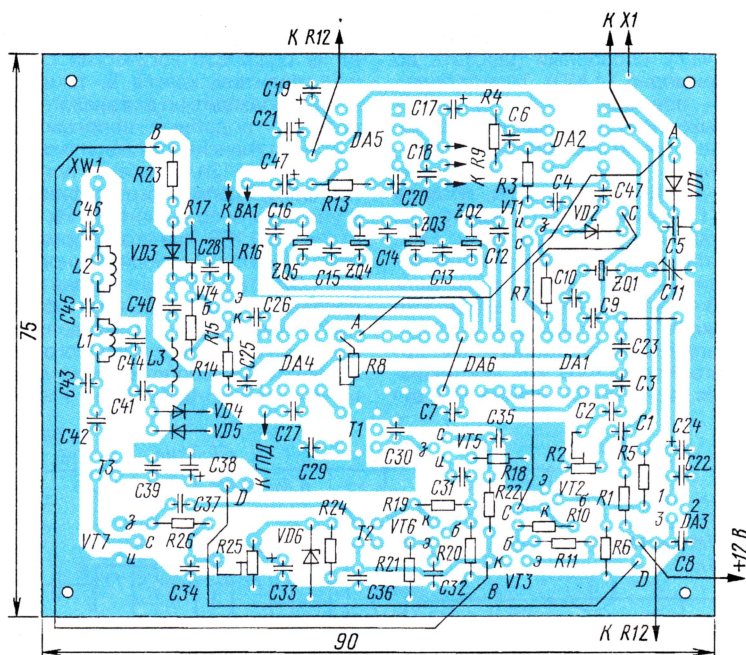 К R12
К X1
C19
C21
DA5
C17
R4
C6
DA2
A
B
XW1
R23
C47
К BA1
R13
C20
C18
К R9
R3
C4
C47
VD1
C46
R17
R16
C16
ZQ3
ZQ2
VT1
и
з
с
VD2
C
C5
L2
VD3
C28
ZQ5
C15
ZQ4
C14
C13
C12
R7
C10
ZQ1
C11
C45
C40
VT4
э
б
к
C26
A
C9
L1
C44
L3
R15
R14
C25
DA4
R8
DA6
DA1
C23
C3
C43
C41
C42
VD4
VD5
К ГПД
C27
T1
C7
C35
C2
C1
C24
T3
C39
C38
C29
C30
з
с
и
VT5
R18
R2
R5
C22
C37
D
C31
R22
C
э
VT2
б
к
R1
1
2
3
DA3
з
с
и
VT7
R26
R25
VD6
R24
T2
R19
VT6
к
б
э
R20
R10
R11
б
к
э
R6
C8
D
C34
C33
C36
R21
C32
B
VT3
+12 В
К R12
75
90